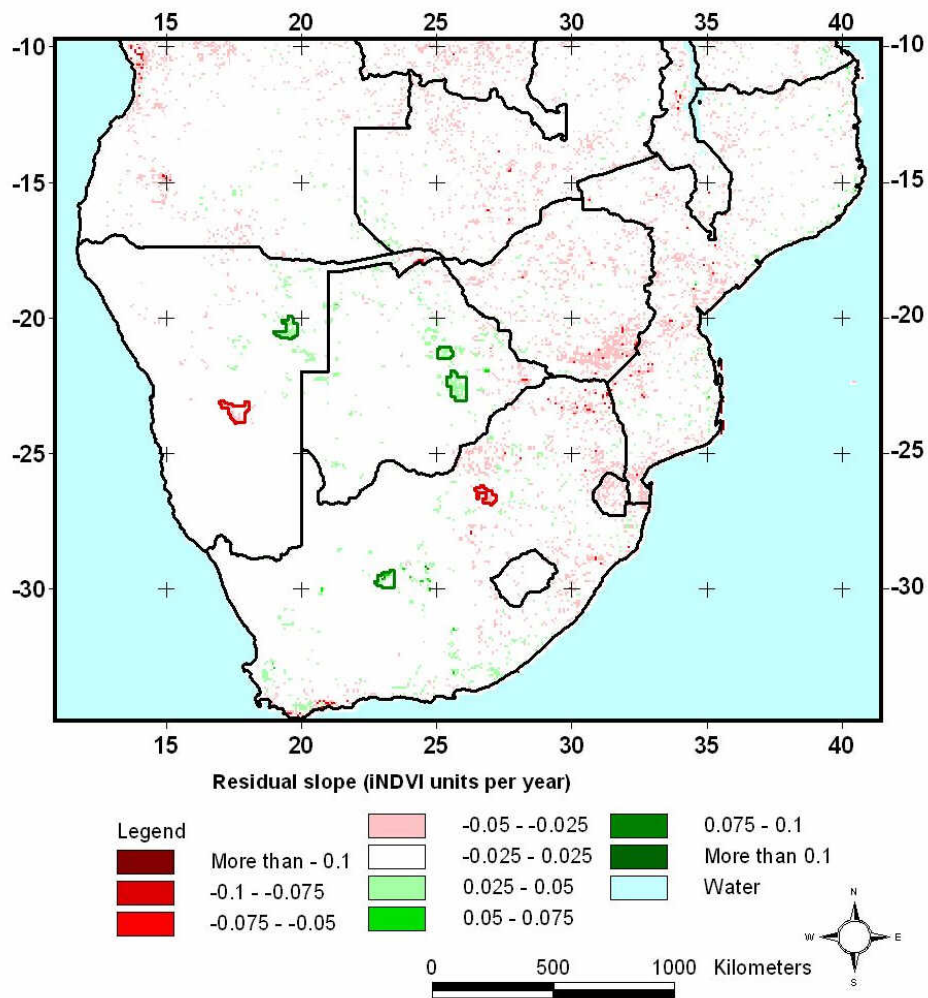 15 20 25 30 35 40
-10 -10
-15 -15
-20 -20
-25 -25
-30 -30
15 20 25 30 35 40
Residual slope (iNDVI units per year)
Legend
More than - 0.1
-0.1 - -0.075
-0.075 - -0.05
-0.05 - -0.025
-0.025 - 0.025
0.025 - 0.05
0.05 - 0.075
0.075 - 0.1
More than 0.1
Water
N
W E
S
0 500 1000 Kilometers